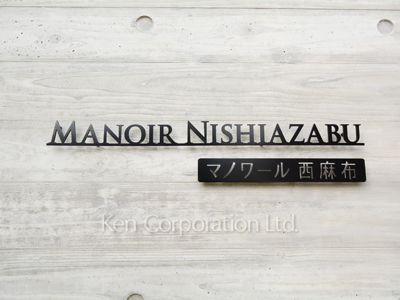 MANOIR NISHIAZABU
マノワール 西麻布
Ken Corporation Ltd.